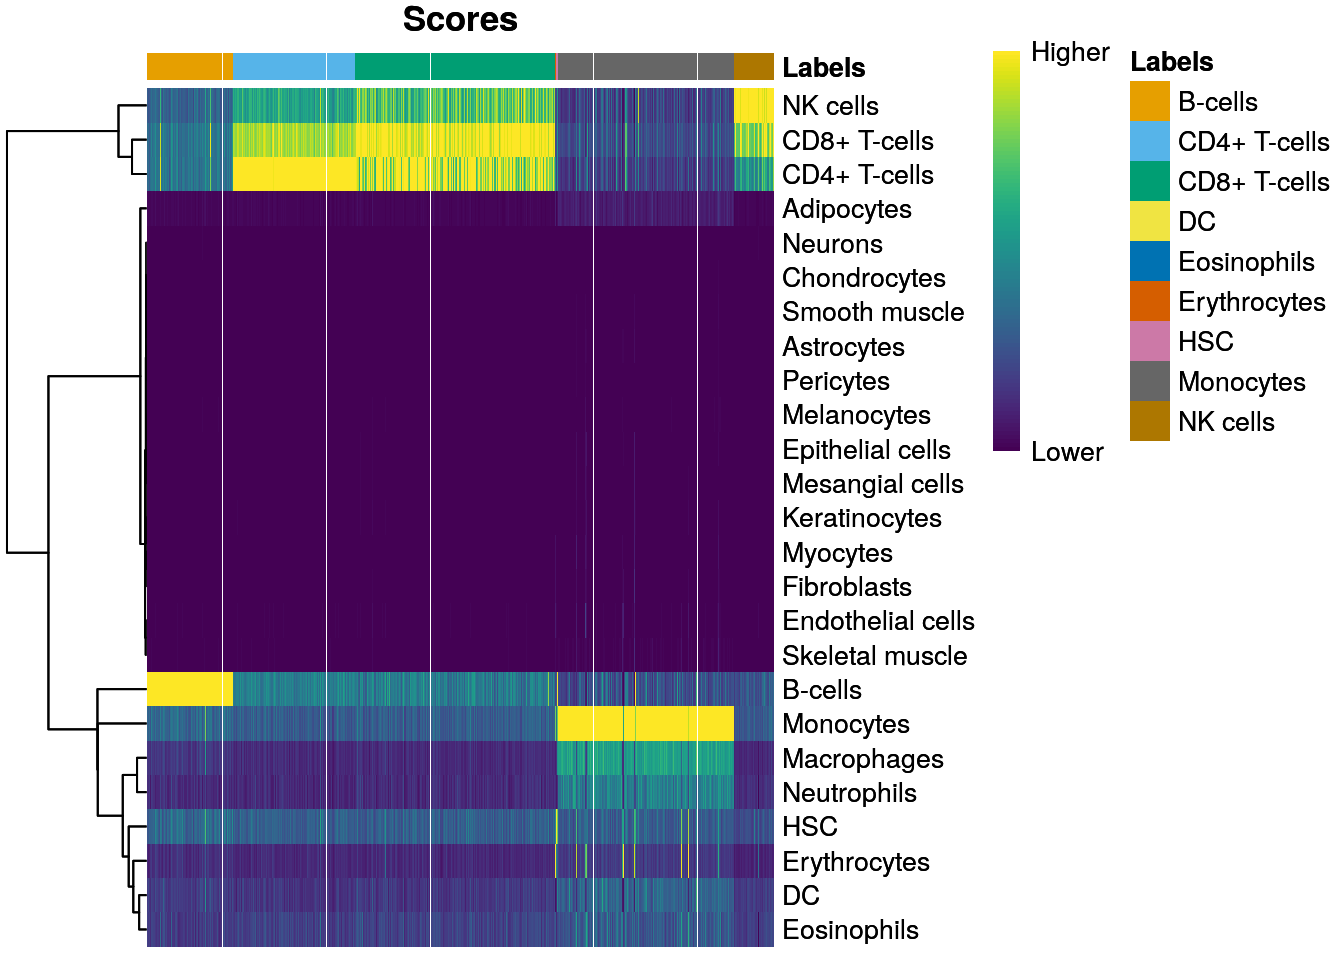 Scores
Labels
NK cells
CD8+ T-cells
CD4+ T-cells
Adipocytes
Neurons
Chondrocytes
Smooth muscle
Astrocytes
Pericytes
Melanocytes
Epithelial cells
Mesangial cells
Keratinocytes
Myocytes
Fibroblasts
Endothelial cells
Skeletal muscle
B-cells
Monocytes
Macrophages
Neutrophils
HSC
Erythrocytes
DC
Eosinophils
Higher
Lower
Labels
B-cells
CD4+ T-cells
CD8+ T-cells
DC
Eosinophils
Erythrocytes
HSC
Monocytes
NK cells